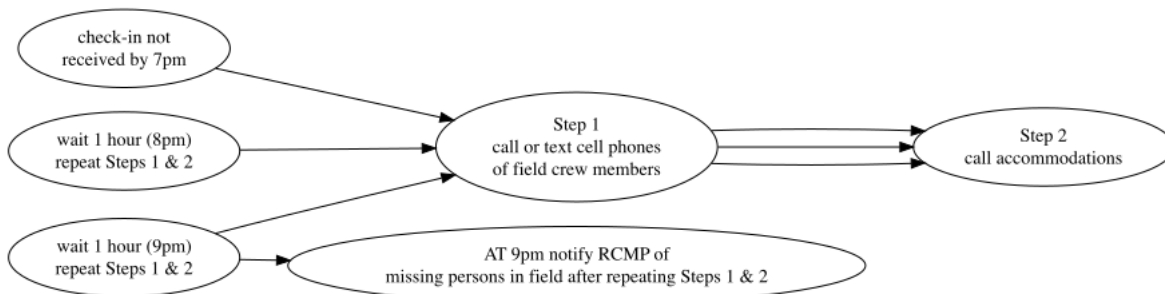 check-in not
received by 7pm
wait 1 hour (8pm)
repeat Steps 1 & 2
wait 1 hour (9pm)
repeat Steps 1 & 2
Step 1
call or text cell phones
of field crew members
AT 9pm notify RCMP of
missing persons in field after repeating Steps 1 & 2
Step 2
call accommodations